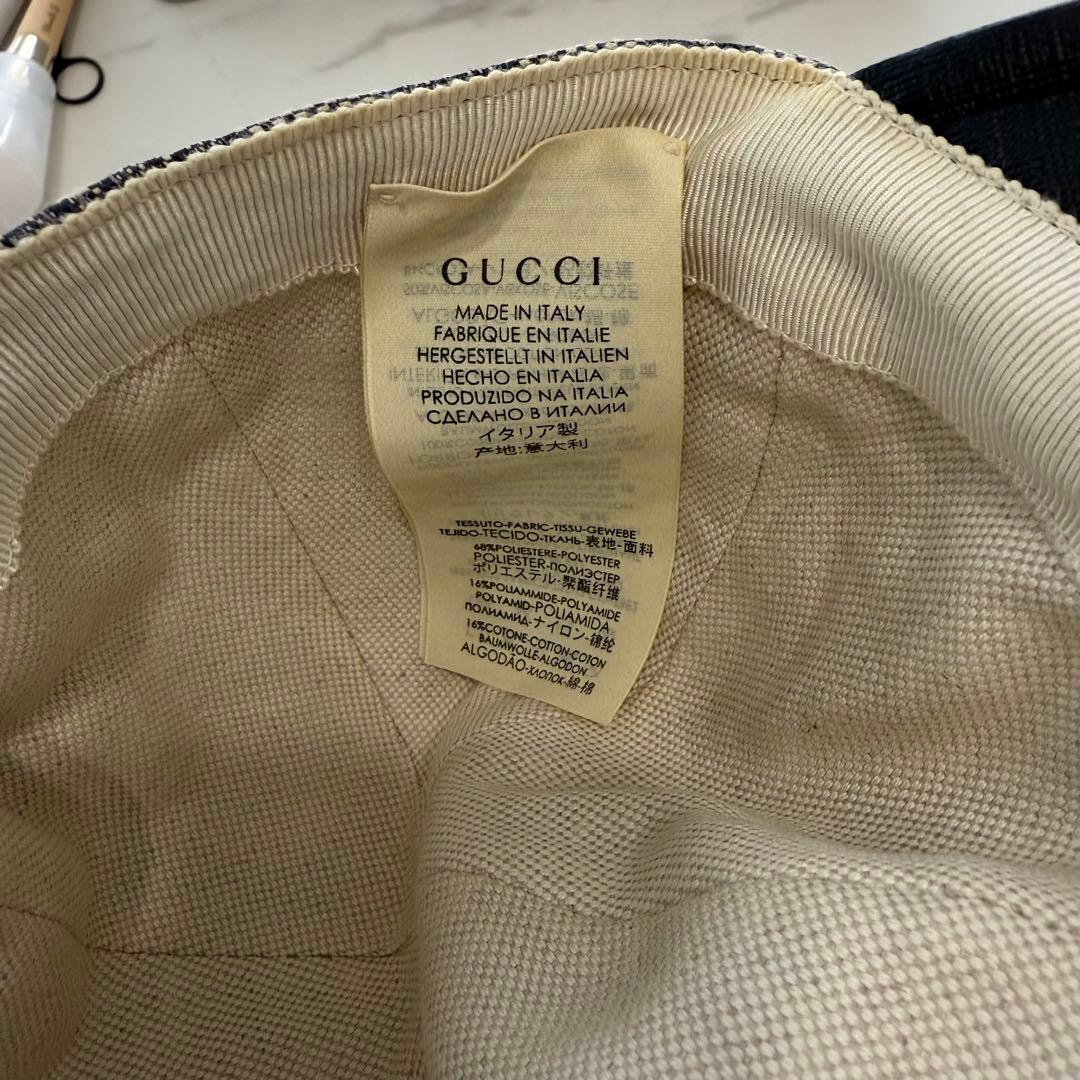 GUCCI
MADE IN ITALY
FABRIQUE EN ITALIE
HERGESTELLT IN ITALIEN
HECHO EN ITALIA
PRODUZIDO NA ITALIA
СДЕЛАНО В ИТАЛИИ
イタリア製
产地:意大利
TESSUTO-FABRIC-TISSU-GEWEBE
TEJIDO-TECIDO-ТКАНЬ-表地-面料
68%POLIESTERE-POLYESTER
POLIESTER-ПОЛИЭСТЕР
ポリエステル-聚酯纤维
16%POLIAMMIDE-POLYAMIDE
POLYAMID-POLIAMIDA
ПОЛИАМИД-ナイロン-锦纶
16%COTONE-COTTON-COTON
BAUMWOLLE-ALGODON
ALGODÃO-ХЛОПОК-綿-棉